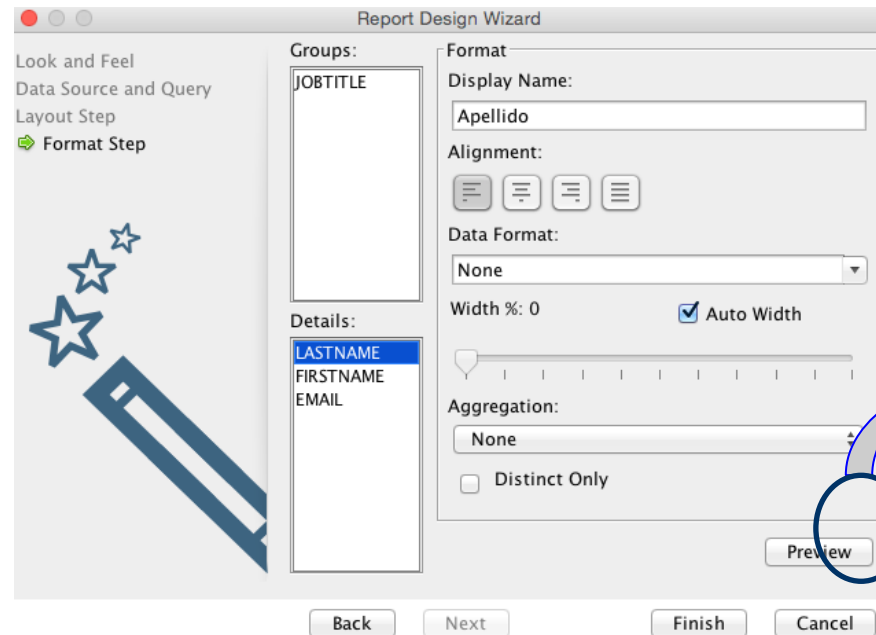 Report Design Wizard
Look and Feel
Data Source and Query
Layout Step
Format Step
Groups:
JOBTITLE
Details:
LASTNAME
FIRSTNAME
EMAIL
Format
Display Name:
Apellido
Alignment:
Data Format:
None
Width %: 0
Auto Width
Aggregation:
None
Distinct Only
Preview
Back
Next
Finish
Cancel